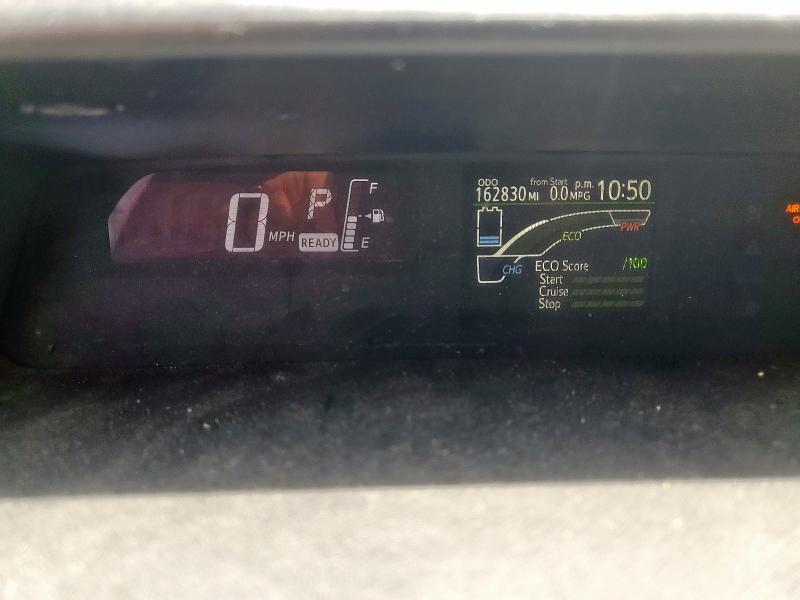 0 MPH
P
READY
F
E
ODO
162830 MI
from Start
0.0 MPG
p.m. 10:50
ECO
PWR
CHG
ECO Score /100
Start
Cruise
Stop
AIR